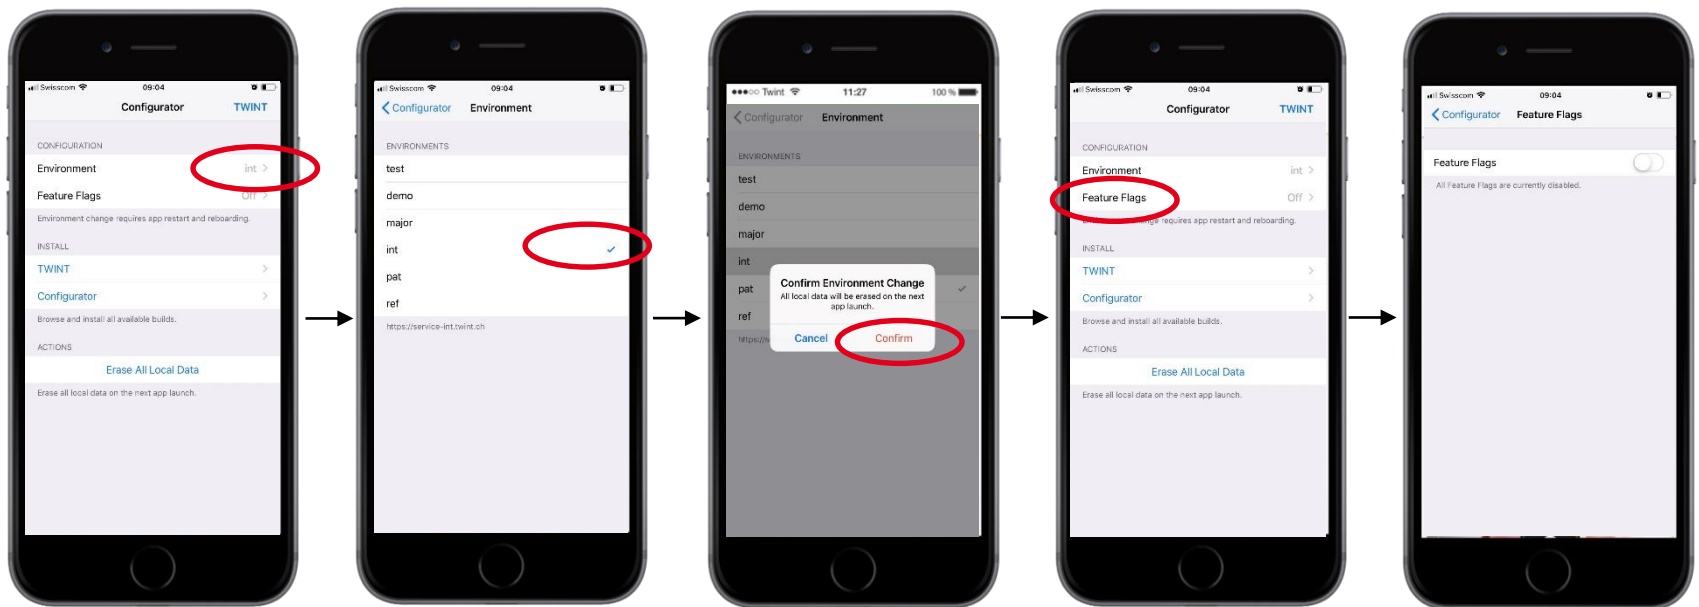 Swisscom
09:04
Configurator
TWINT
CONFIGURATION
Environment
int
Feature Flags
Off
Environment change requires app restart and reboarding.
INSTALL
TWINT
Configurator
Browse and install all available builds.
ACTIONS
Erase All Local Data
Erase all local data on the next app launch.
Swisscom
09:04
Configurator
Environment
ENVIRONMENTS
test
demo
major
int
pat
ref
https://service-int.twint.ch
Twint
11:27
100 %
Configurator
Environment
ENVIRONMENTS
test
demo
major
int
pat
ref
Confirm Environment Change
All local data will be erased on the next
app launch.
Cancel
Confirm
Swisscom
09:04
Configurator
TWINT
CONFIGURATION
Environment
int
Feature Flags
Off
requires app restart and reboarding.
INSTALL
TWINT
Configurator
Browse and install all available builds.
ACTIONS
Erase All Local Data
Erase all local data on the next app launch.
Swisscom
09:04
Configurator
Feature Flags
Feature Flags
All Feature Flags are currently disabled.